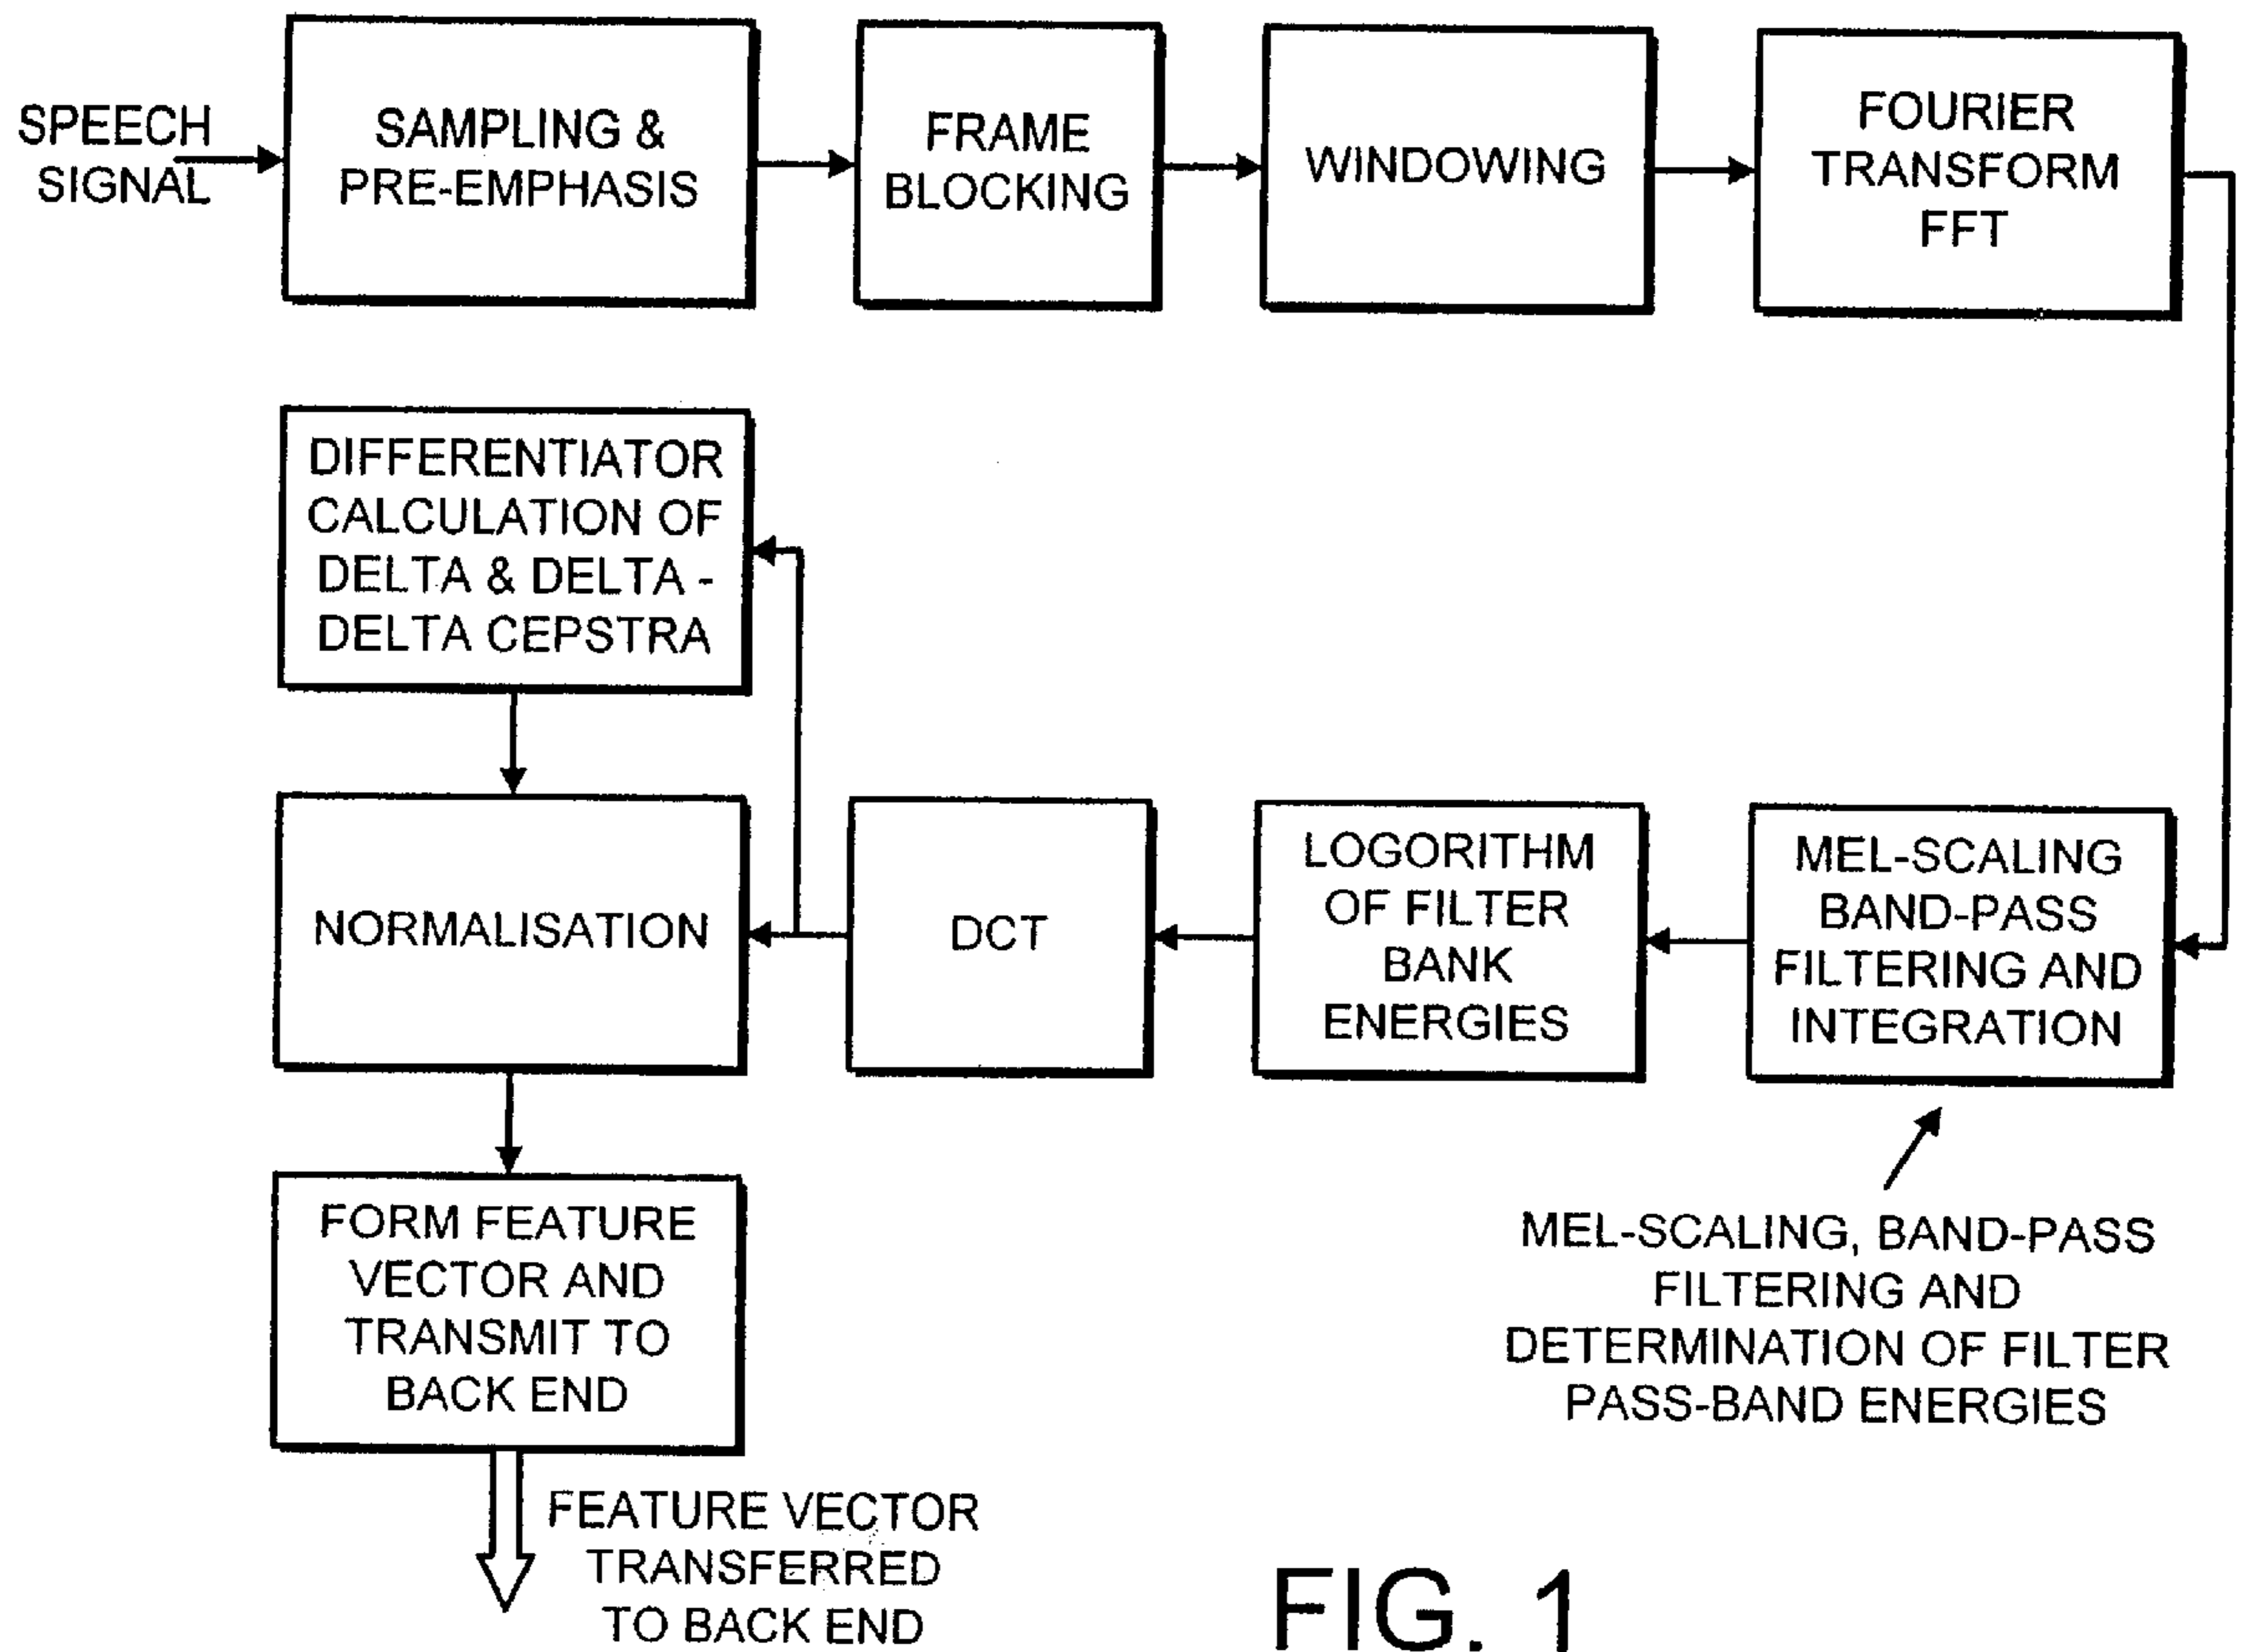 SPEECH
SIGNAL
SAMPLING &
PRE-EMPHASIS
FRAME
BLOCKING
WINDOWING
FOURIER
TRANSFORM
FFT
DIFFERENTIATOR
CALCULATION OF
DELTA & DELTA -
DELTA CEPSTRA
NORMALISATION
DCT
LOGORITHM
OF FILTER
BANK
ENERGIES
MEL-SCALING
BAND-PASS
FILTERING AND
INTEGRATION
FORM FEATURE
VECTOR AND
TRANSMIT TO
BACK END
MEL-SCALING, BAND-PASS
FILTERING AND
DETERMINATION OF FILTER
PASS-BAND ENERGIES
FEATURE VECTOR
TRANSFERRED
TO BACK END
FIG. 1